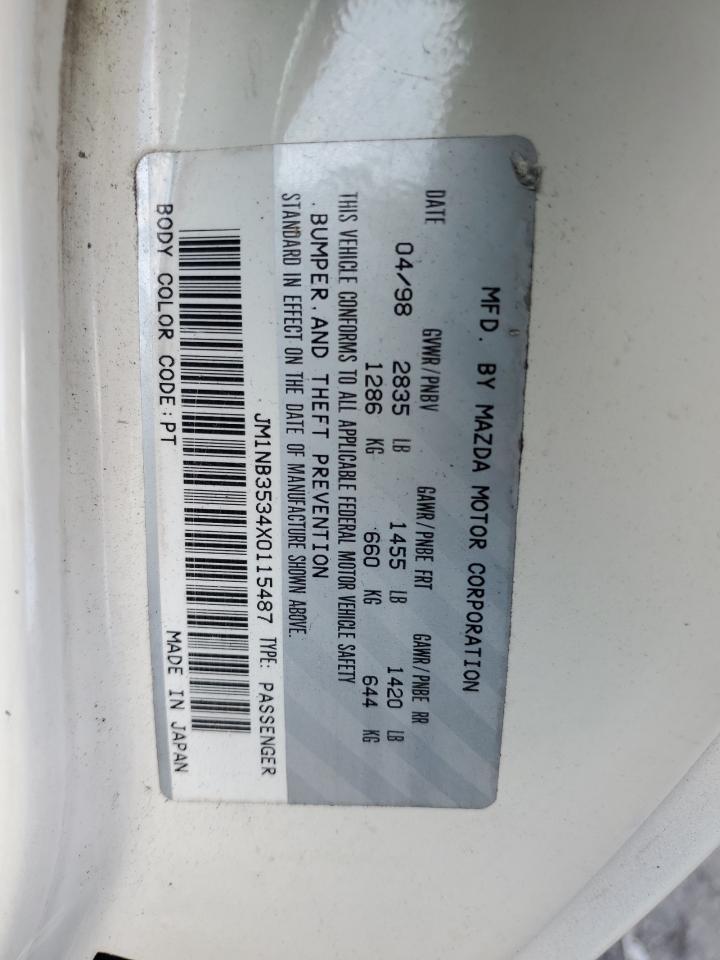 MFD. BY MAZDA MOTOR CORPORATION
DATE GVWR/PNBV GAWR/PNBE FRT GAWR/PNBE RR
04/98 2835 LB 1455 LB 1420 LB
1286 KG 660 KG 644 KG
THIS VEHICLE CONFORMS TO ALL APPLICABLE FEDERAL MOTOR VEHICLE SAFETY
. BUMPER.AND THEFT PREVENTION
STANDARD IN EFFECT ON THE DATE OF MANUFACTURE SHOWN ABOVE.
JM1NB3534X0115487 TYPE: PASSENGER
BODY COLOR CODE;PT MADE IN JAPAN